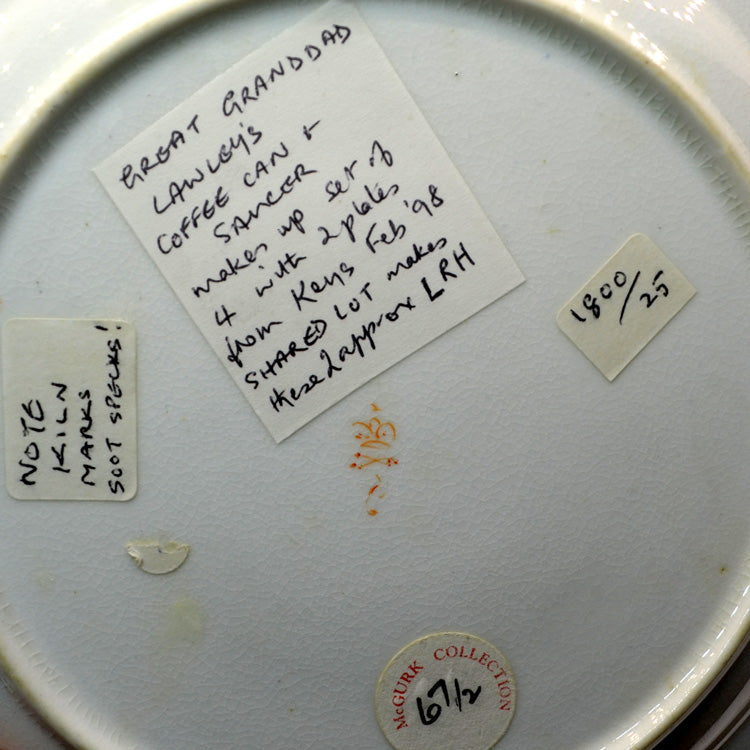 GREAT GRANDDAD
LAWLEY'S
COFFEE CAN &
SAUCER
makes up set of
4 with 2 plates
from Keys Feb '98
SHARED LOT makes
these 2 approx LRH
1800/25
NOTE
KILN
MARKS
SOOT SPECKS!
McGURK COLLECTION
67/2